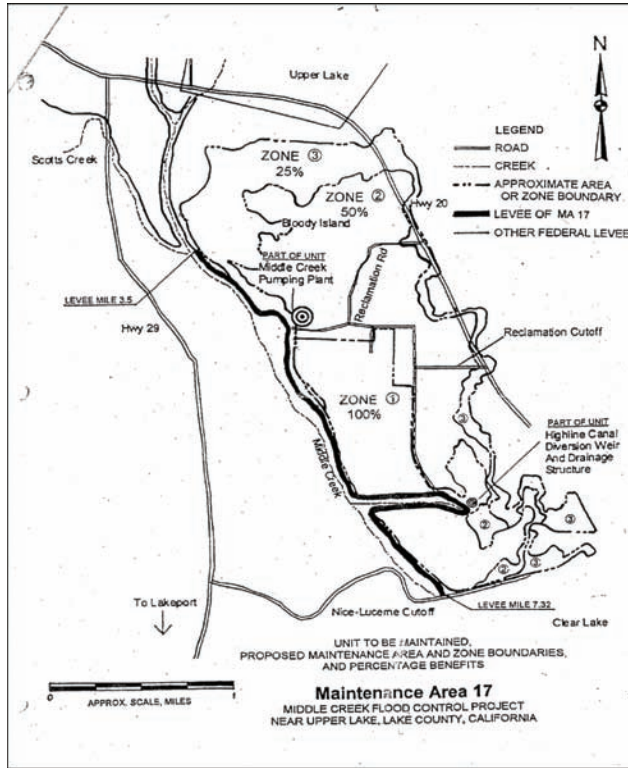 N
Upper Lake
LEGEND
ROAD
CREEK
APPROXIMATE AREA
OR ZONE BOUNDARY
LEVEE OF MA 17
OTHER FEDERAL LEVEE
Scotts Creek
ZONE ③
25%
ZONE ②
50%
Hwy 20
Bloody Island
PART OF UNIT
Middle Creek
Pumping Plant
Reclamation Rd
LEVEE MILE 3.5
Hwy 29
Reclamation Cutoff
ZONE ①
100%
PART OF UNIT
Highline Canal
Diversion Weir
And Drainage
Structure
Middle Creek
③
②
③
②
③
LEVEE MILE 7.32
To Lakeport
Nice-Lucerne Cutoff
Clear Lake
UNIT TO BE MAINTAINED,
PROPOSED MAINTENANCE AREA AND ZONE BOUNDARIES,
AND PERCENTAGE BENEFITS
0
1
APPROX. SCALE, MILES
Maintenance Area 17
MIDDLE CREEK FLOOD CONTROL PROJECT
NEAR UPPER LAKE, LAKE COUNTY, CALIFORNIA